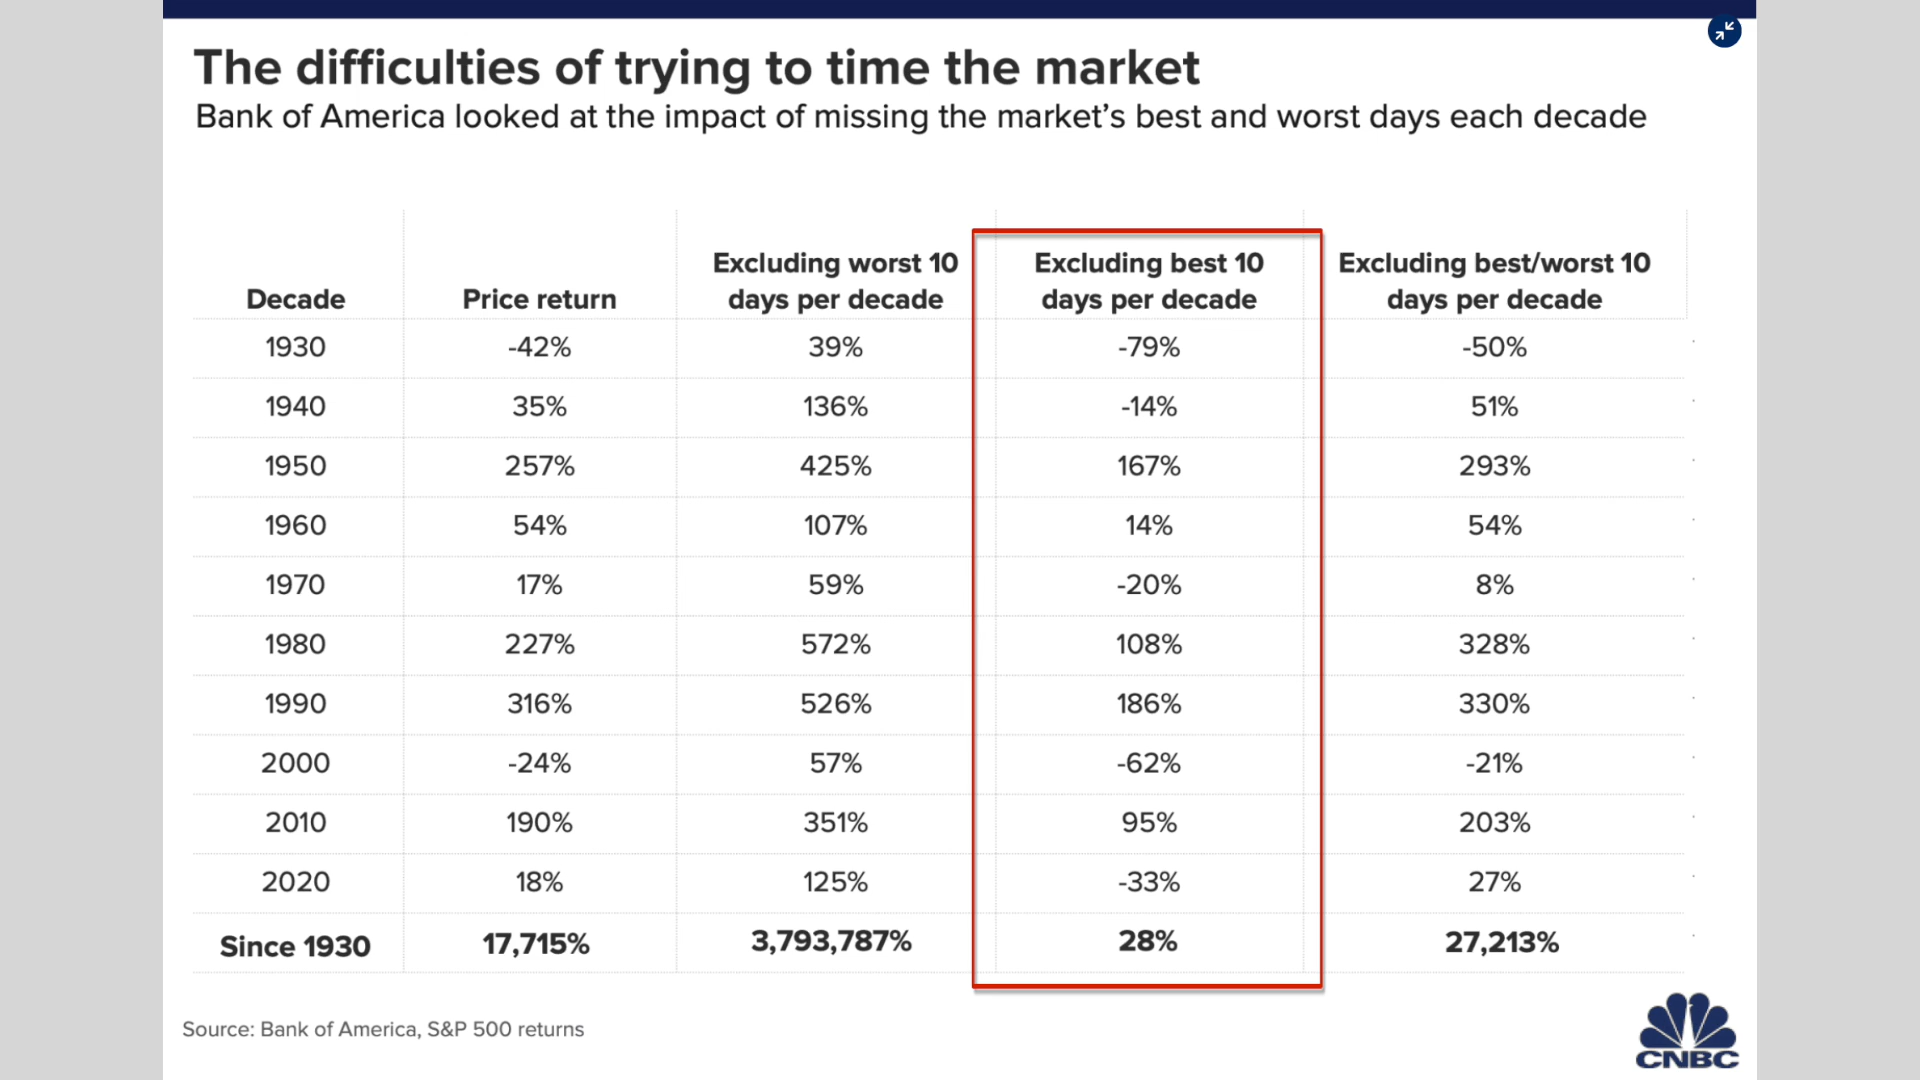 The difficulties of trying to time the market
Bank of America looked at the impact of missing the market’s best and worst days each decade
Decade Price return Excluding worst 10 days per decade Excluding best 10 days per decade Excluding best/worst 10 days per decade
1930 -42% 39% -79% -50%
1940 35% 136% -14% 51%
1950 257% 425% 167% 293%
1960 54% 107% 14% 54%
1970 17% 59% -20% 8%
1980 227% 572% 108% 328%
1990 316% 526% 186% 330%
2000 -24% 57% -62% -21%
2010 190% 351% 95% 203%
2020 18% 125% -33% 27%
Since 1930 17,715% 3,793,787% 28% 27,213%
Source: Bank of America, S&P 500 returns
CNBC